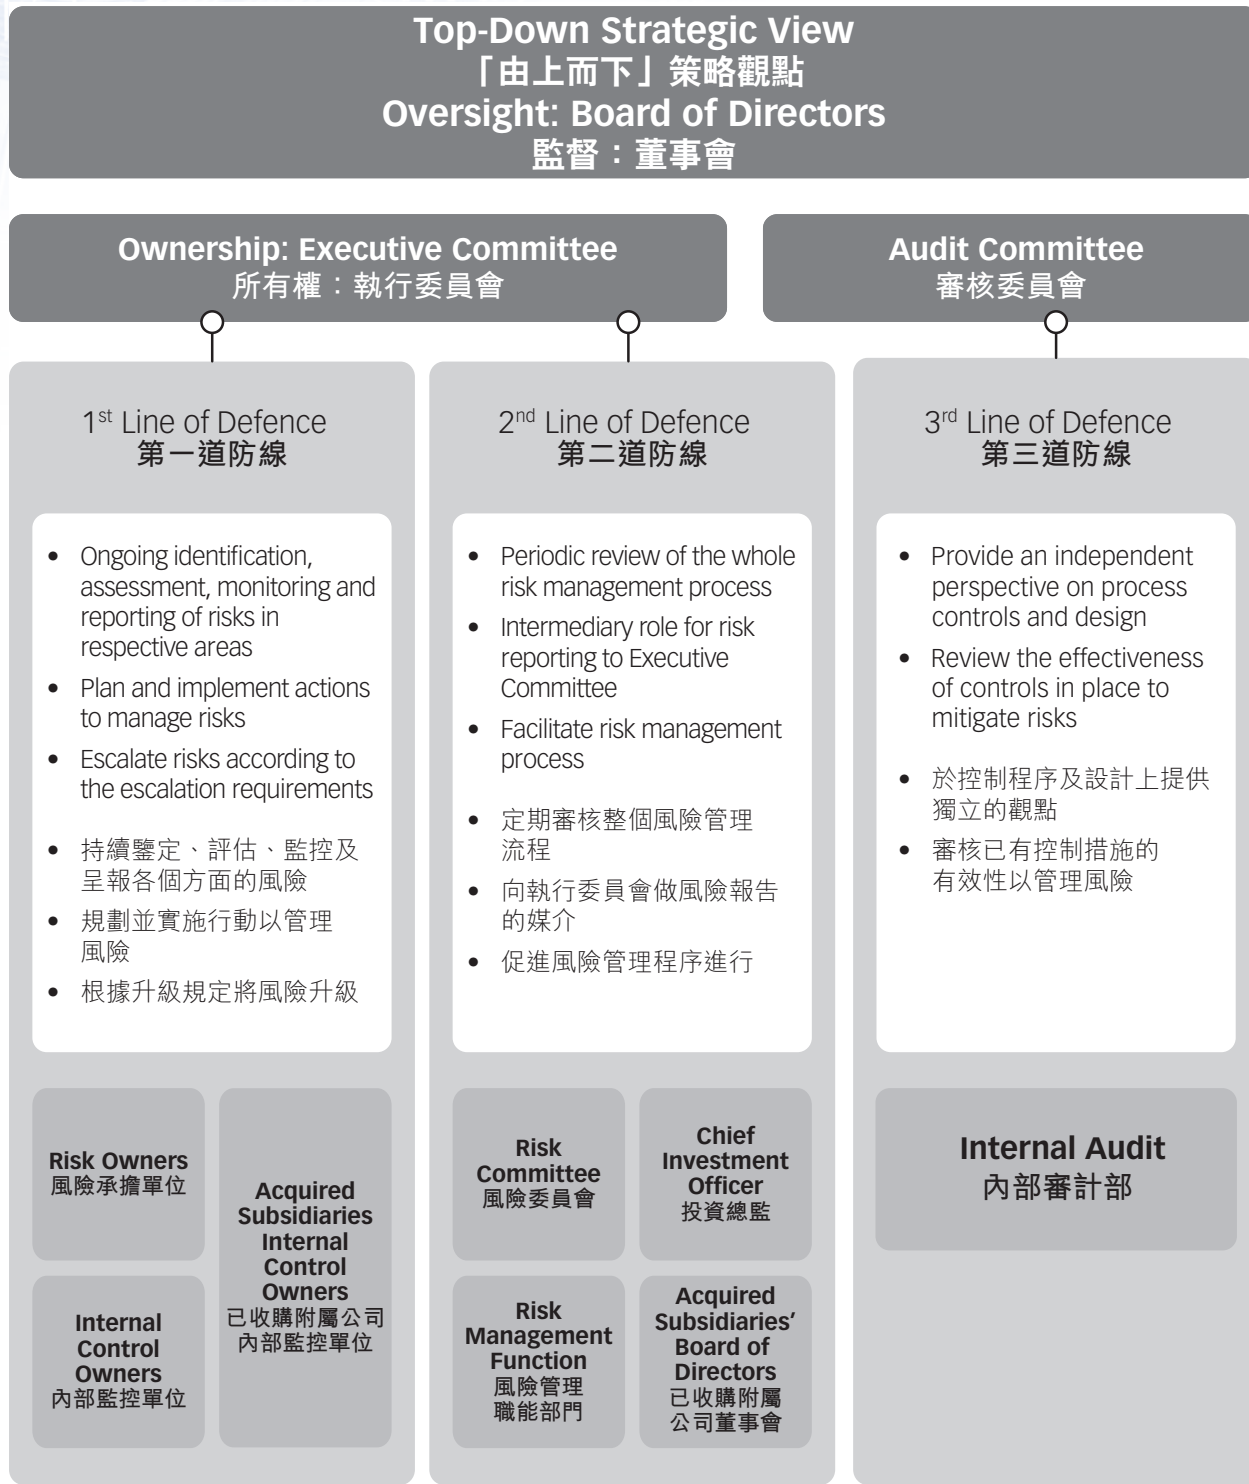 Top-Down Strategic View
「由上而下」策略觀點
Oversight: Board of Directors
監督：董事會
Ownership: Executive Committee
所有權：執行委員會
Audit Committee
審核委員會
1st Line of Defence
第一道防線
• Ongoing identification,
assessment, monitoring and
reporting of risks in
respective areas
• Plan and implement actions
to manage risks
• Escalate risks according to
the escalation requirements
• 持續鑒定、評估、監控及
呈報各個方面的風險
• 規劃並實施行動以管理
風險
• 根據升級規定將風險升級
Risk Owners
風險承擔單位
Internal
Control
Owners
內部監控單位
Acquired
Subsidiaries
Internal
Control
Owners
已收購附屬公司
內部監控單位
2nd Line of Defence
第二道防線
• Periodic review of the whole
risk management process
• Intermediary role for risk
reporting to Executive
Committee
• Facilitate risk management
process
• 定期審核整個風險管理
流程
• 向執行委員會做風險報告
的媒介
• 促進風險管理程序進行
Risk
Committee
風險委員會
Chief
Investment
Officer
投資總監
Risk
Management
Function
風險管理
職能部門
Acquired
Subsidiaries’
Board of
Directors
已收購附屬
公司董事會
3rd Line of Defence
第三道防線
• Provide an independent
perspective on process
controls and design
• Review the effectiveness
of controls in place to
mitigate risks
• 於控制程序及設計上提供
獨立的觀點
• 審核已有控制措施的
有效性以管理風險
Internal Audit
內部審計部